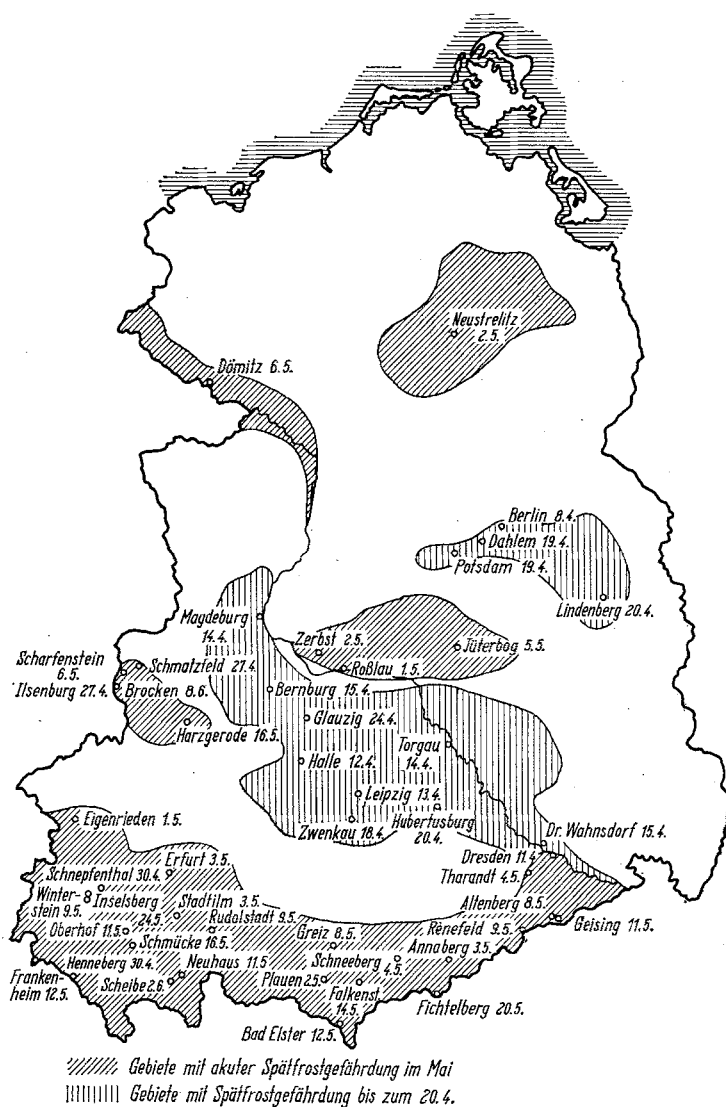 Neustrelitz
2.5.
Dömitz 6.5.
Berlin 8.4.
Dahlem 19.4.
Potsdam 19.4.
Lindenberg 20.4.
Magdeburg
14.4.
Zerbst 2.5.
Jüterbog 5.5.
Roßlau 1.5.
Scharfenstein
6.5.
Schmatzfeld 27.4.
Ilsenburg 27.4.
Brocken 8.6.
Harzgerode 16.5.
Bernburg 15.4.
Glauzig 24.4.
Torgau
14.4.
Halle 12.4.
Leipzig 13.4.
Zwenkau 18.4.
Hubertusburg
20.4.
Eigenrieden 1.5.
Dr. Wahnsdorf 15.4.
Dresden 11.4.
Tharandt 4.5.
Erfurt 3.5.
Schnepfenthal 30.4.
Winter-
stein 9.5.
Inselsberg
24.5.
Stadtilm 3.5.
Rudolstadt 9.5.
Altenberg 8.5.
Geising 11.5.
Oberhof 11.5.
Schmücke 16.5.
Greiz 8.5.
Rehefeld 9.5.
Annaberg 3.5.
Schneeberg
4.5.
Henneberg 30.4.
Neuhaus 11.5
Franken-
heim 12.5.
Scheibe 2.6.
Plauen 2.5.
Falkenst.
14.5.
Fichtelberg 20.5.
Bad Elster 12.5.
Gebiete mit akuter Spätfrostgefährdung im Mai
Gebiete mit Spätfrostgefährdung bis zum 20.4.